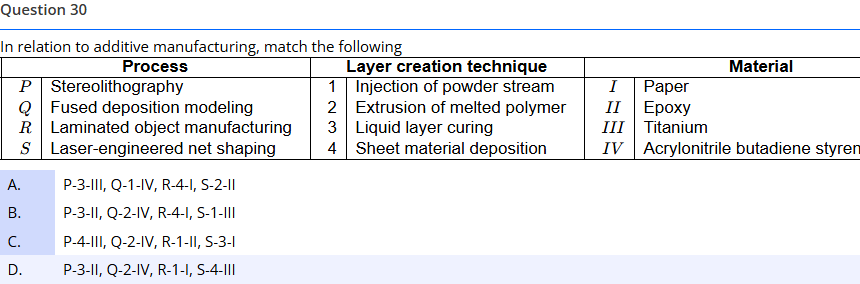 Question 30
In relation to additive manufacturing, match the following
Process Layer creation technique Material
P Stereolithography 1 Injection of powder stream I Paper
Q Fused deposition modeling 2 Extrusion of melted polymer II Epoxy
R Laminated object manufacturing 3 Liquid layer curing III Titanium
S Laser-engineered net shaping 4 Sheet material deposition IV Acrylonitrile butadiene styren
A. P-3-III, Q-1-IV, R-4-I, S-2-II
B. P-3-II, Q-2-IV, R-4-I, S-1-III
C. P-4-III, Q-2-IV, R-1-II, S-3-I
D. P-3-II, Q-2-IV, R-1-I, S-4-III